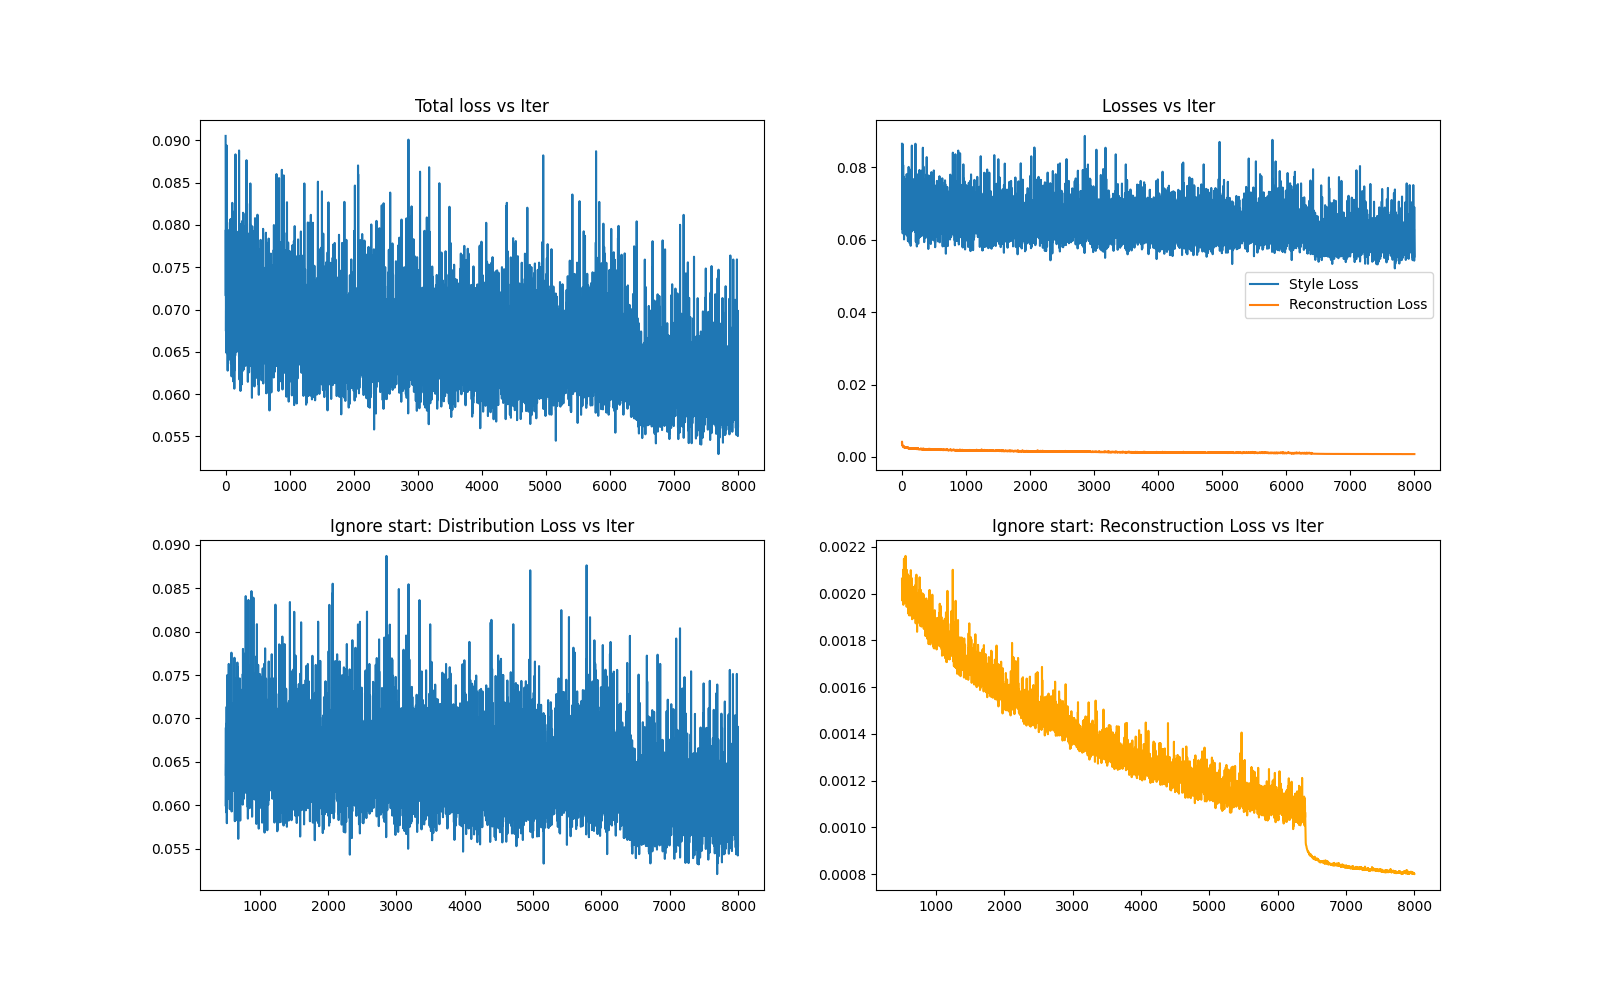 Total loss vs Iter
0.090
0.085
0.080
0.075
0.070
0.065
0.060
0.055
0 1000 2000 3000 4000 5000 6000 7000 8000
Losses vs Iter
0.08
0.06
0.04
0.02
0.00
Style Loss
Reconstruction Loss
0 1000 2000 3000 4000 5000 6000 7000 8000
Ignore start: Distribution Loss vs Iter
0.090
0.085
0.080
0.075
0.070
0.065
0.060
0.055
1000 2000 3000 4000 5000 6000 7000 8000
Ignore start: Reconstruction Loss vs Iter
0.0022
0.0020
0.0018
0.0016
0.0014
0.0012
0.0010
0.0008
1000 2000 3000 4000 5000 6000 7000 8000